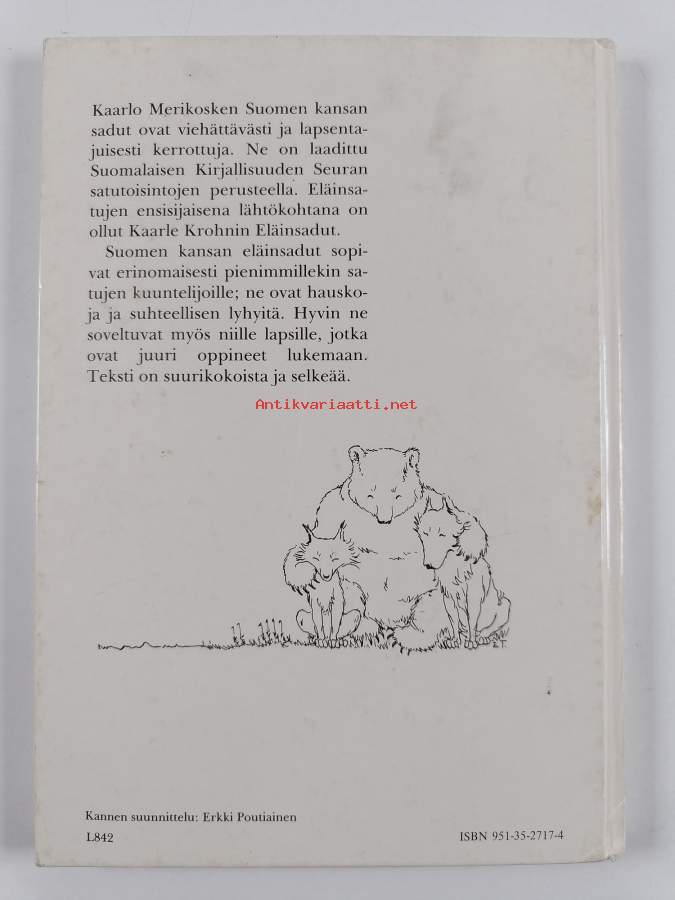 Kaarlo Merikosken Suomen kansan
sadut ovat viehättävästi ja lapsenta-
juisesti kerrottuja. Ne on laadittu
Suomalaisen Kirjallisuuden Seuran
satutoisintojen perusteella. Eläinsa-
tujen ensisijaisena lähtökohtana on
ollut Kaarle Krohnin Eläinsadut.
Suomen kansan eläinsadut sopi-
vat erinomaisesti pienimmillekin sa-
tujen kuuntelijoille; ne ovat hausko-
ja ja suhteellisen lyhyitä. Hyvin ne
soveltuvat myös niille lapsille, jotka
ovat juuri oppineet lukemaan.
Teksti on suurikokoista ja selkeää.
Antikvariaatti.net
Kannen suunnittelu: Erkki Poutiainen
L842
ISBN 951-35-2717-4